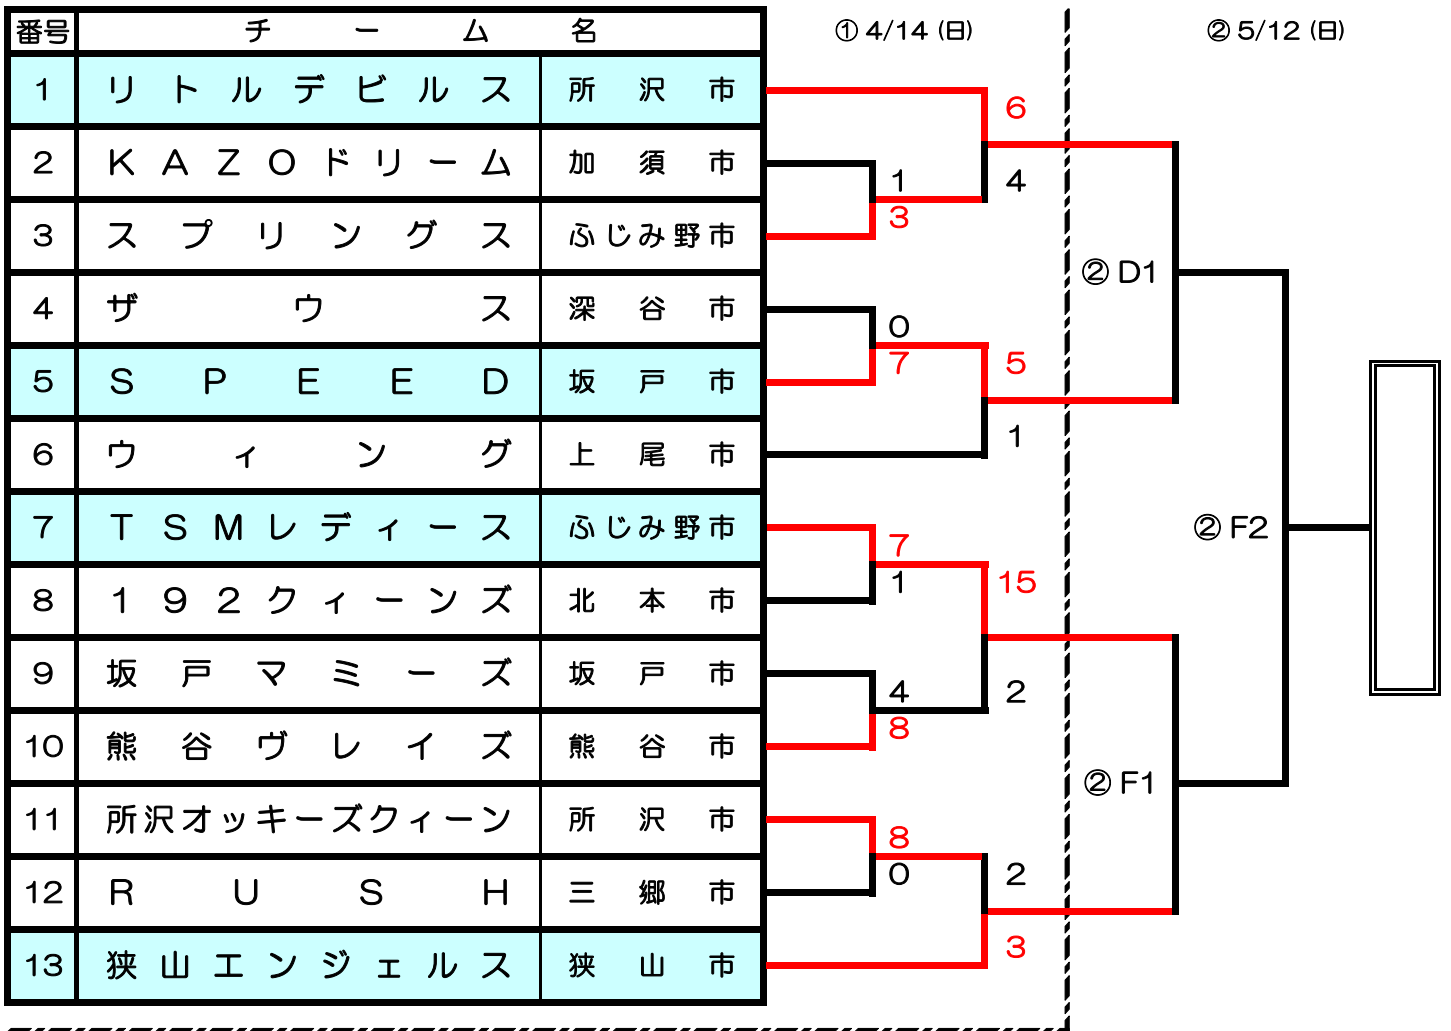 番号 チーム名 ① 4/14 (日) ② 5/12 (日)
1 リトルデビルス 所沢市
6
2 KAZOドリーム 加須市
1
4
3 スプリングス ふじみ野市
3
② D1
4 ザウス 深谷市
0
5 SPEED 坂戸市
7
5
6 ウィング 上尾市
1
7 TSMレディース ふじみ野市
7
② F2
8 192クィーンズ 北本市
1
15
9 坂戸マミーズ 坂戸市
4
2
10 熊谷ヴレイズ 熊谷市
8
② F1
11 所沢オッキーズクィーン 所沢市
8
12 RUSH 三郷市
0
2
13 狭山エンジェルス 狭山市
3